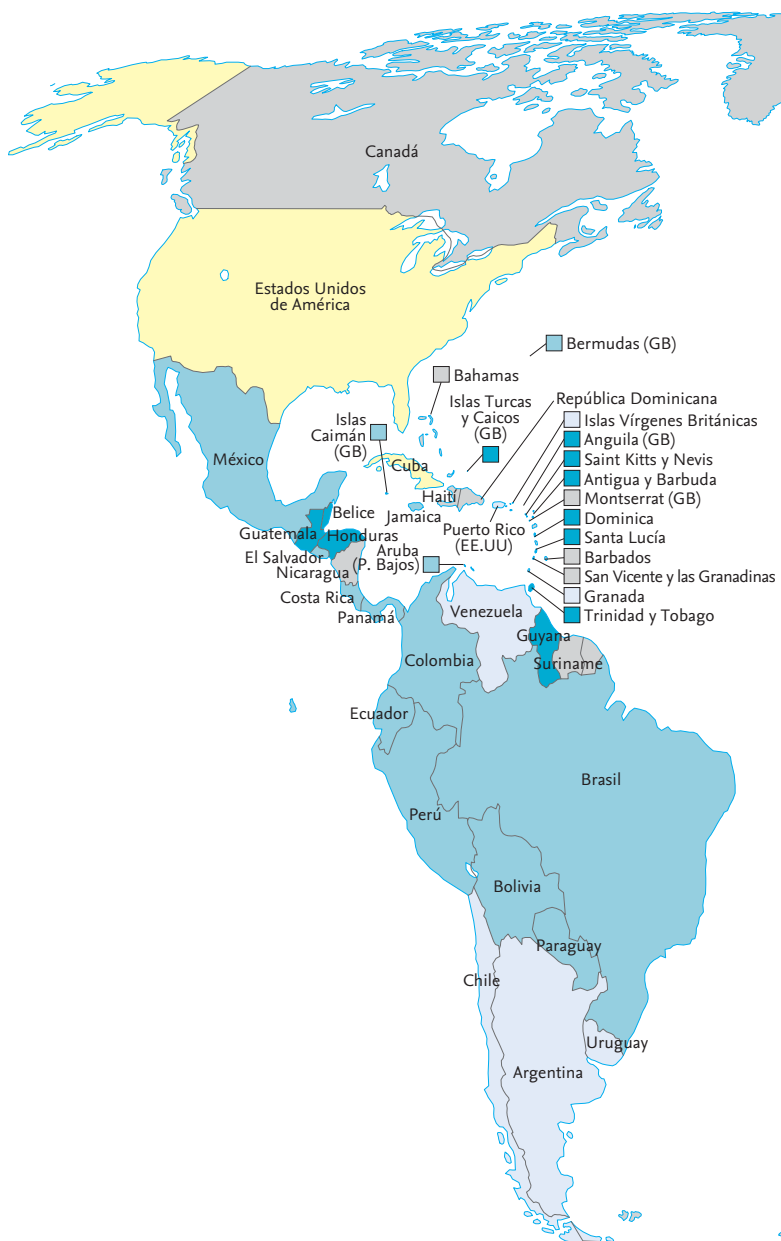 Canadá
Estados Unidos
de América
Bermudas (GB)
Bahamas
República Dominicana
Islas Turcas
y Caicos
(GB)
Islas
Caimán
(GB)
Islas Vírgenes Británicas
Anguila (GB)
Saint Kitts y Nevis
Antigua y Barbuda
Montserrat (GB)
Dominica
Santa Lucía
Barbados
San Vicente y las Granadinas
Granada
Trinidad y Tobago
México
Cuba
Haití
Jamaica
Puerto Rico
(EE.UU)
Belice
Guatemala
Honduras
El Salvador
Nicaragua
Aruba
(P. Bajos)
Costa Rica
Panamá
Venezuela
Guyana
Suriname
Colombia
Ecuador
Brasil
Perú
Bolivia
Paraguay
Chile
Uruguay
Argentina